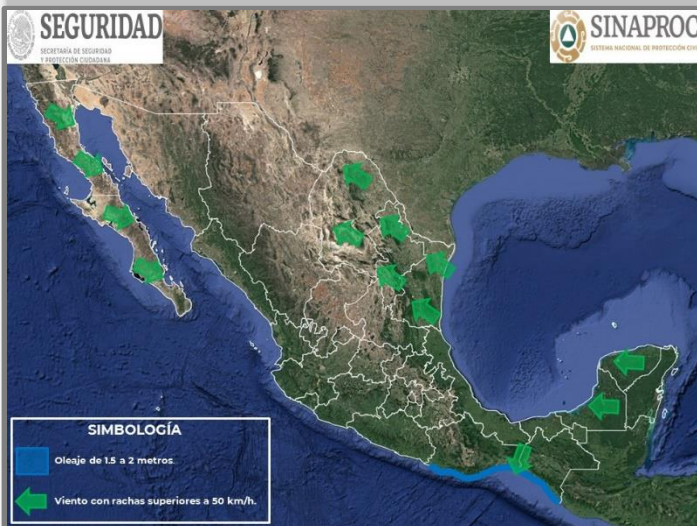 SEGURIDAD
SECRETARÍA DE SEGURIDAD
Y PROTECCIÓN CIUDADANA
SINAPROC
SISTEMA NACIONAL DE PROTECCIÓN CIVIL
SIMBOLOGÍA
Oleaje de 1.5 a 2 metros.
Viento con rachas superiores a 50 km/h.